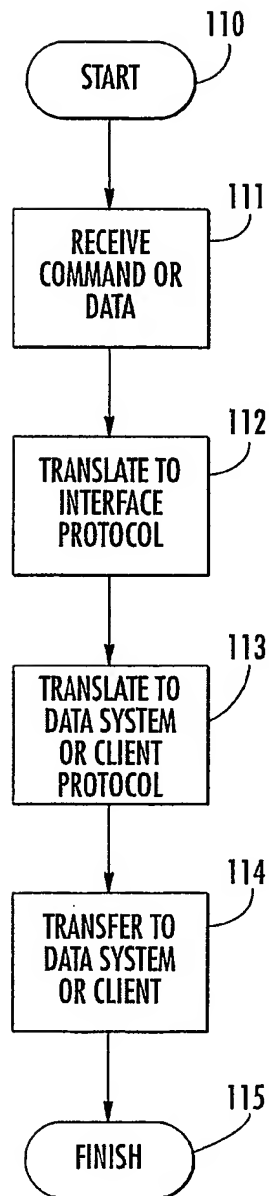 110
START
111
RECEIVE
COMMAND OR
DATA
112
TRANSLATE TO
INTERFACE
PROTOCOL
113
TRANSLATE TO
DATA SYSTEM
OR CLIENT
PROTOCOL
114
TRANSFER TO
DATA SYSTEM
OR CLIENT
115
FINISH